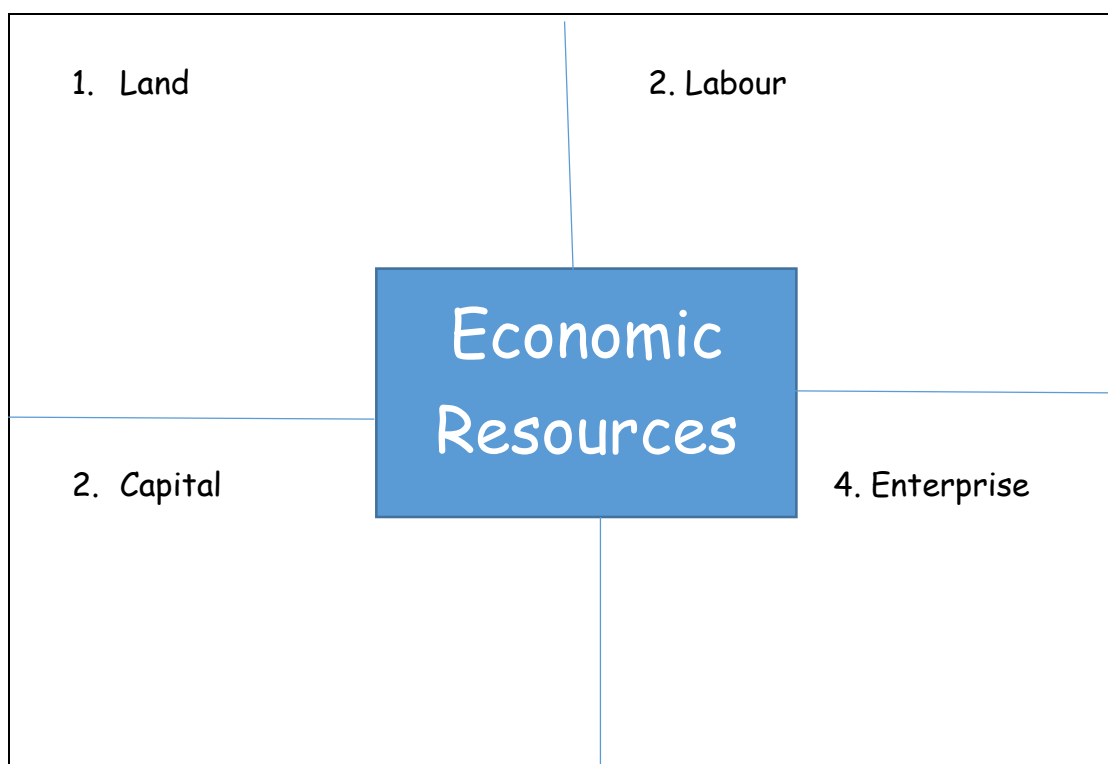 1. Land
2. Labour
Economic
Resources
2. Capital
4. Enterprise